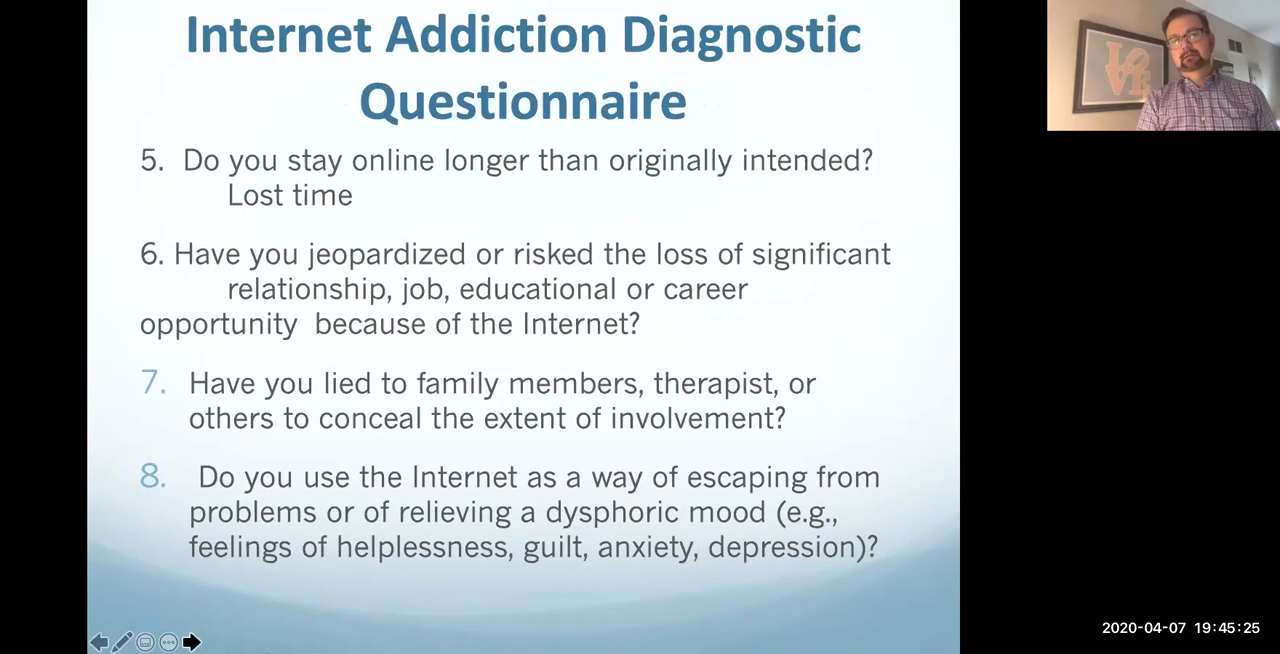 Internet Addiction Diagnostic
Questionnaire
5. Do you stay online longer than originally intended?
Lost time
6. Have you jeopardized or risked the loss of significant
relationship, job, educational or career
opportunity because of the Internet?
7. Have you lied to family members, therapist, or
others to conceal the extent of involvement?
8. Do you use the Internet as a way of escaping from
problems or of relieving a dysphoric mood (e.g.,
feelings of helplessness, guilt, anxiety, depression)?
LO
VE
2020-04-07 19:45:25